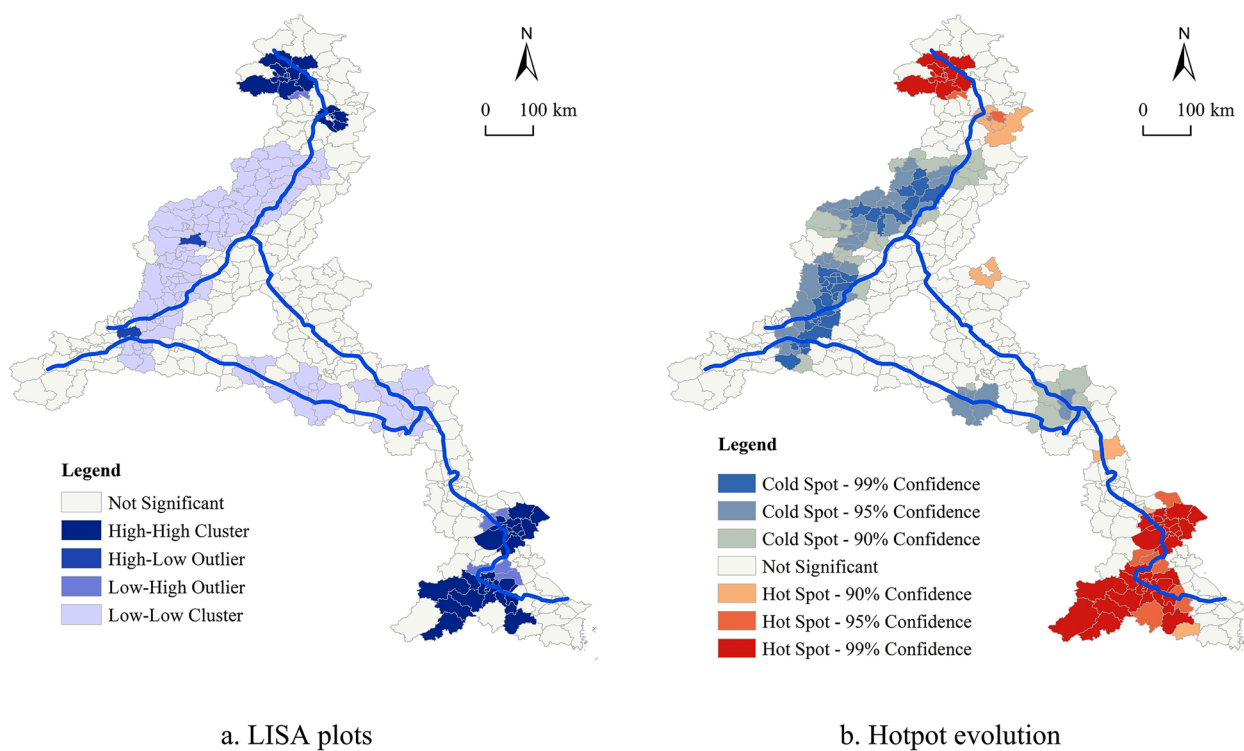 N
0 100 km
Legend
Not Significant
High-High Cluster
High-Low Outlier
Low-High Outlier
Low-Low Cluster
a. LISA plots
N
0 100 km
Legend
Cold Spot - 99% Confidence
Cold Spot - 95% Confidence
Cold Spot - 90% Confidence
Not Significant
Hot Spot - 90% Confidence
Hot Spot - 95% Confidence
Hot Spot - 99% Confidence
b. Hotpot evolution